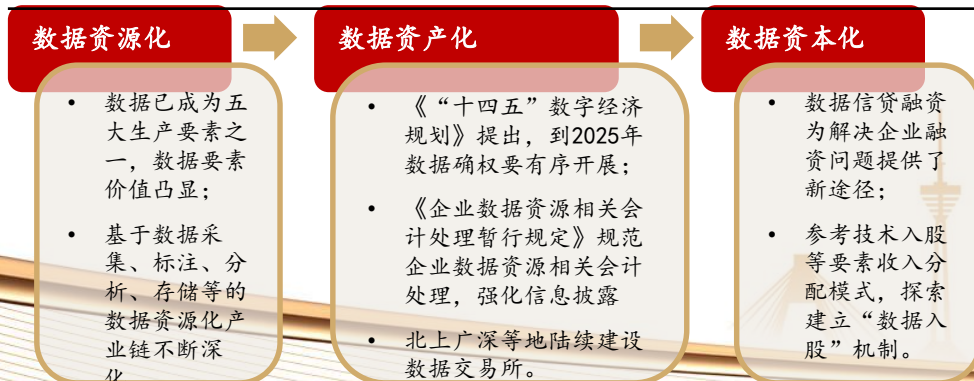 数据资源化
数据资产化
数据资本化
• 数据已成为五
大生产要素之
一，数据要素
价值凸显；
• 基于数据采
集、标注、分
析、存储等的
数据资源化产
业链不断深
化
• 《“十四五”数字经济
规划》提出，到2025年
数据确权要有序开展；
• 《企业数据资源相关会
计处理暂行规定》规范
企业数据资源相关会计
处理，强化信息披露
• 北上广深等地陆续建设
数据交易所。
• 数据信贷融资
为解决企业融
资问题提供了
新途径；
• 参考技术入股
等要素收入分
配模式，探索
建立“数据入
股”机制。